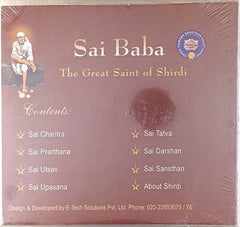 Sai Baba
The Great Saint of Shirdi
Contents:
Sai Charitra
Sai Tatva
Sai Prarthana
Sai Darshan
Sai Utsav
Sai Sansthan
Sai Upasana
About Shirdi
Design & Developed by E-Tech Solutions Pvt. Ltd. Phone: 020-22953075 / 76